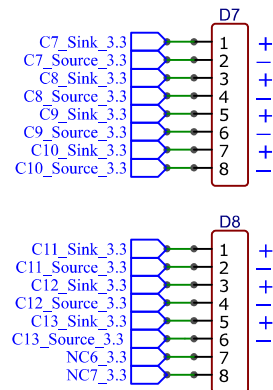 D7
C7_Sink_3.3 1 +
C7_Source_3.3 2 −
C8_Sink_3.3 3 +
C8_Source_3.3 4 −
C9_Sink_3.3 5 +
C9_Source_3.3 6 −
C10_Sink_3.3 7 +
C10_Source_3.3 8 −
D8
C11_Sink_3.3 1 +
C11_Source_3.3 2 −
C12_Sink_3.3 3 +
C12_Source_3.3 4 −
C13_Sink_3.3 5 +
C13_Source_3.3 6 −
NC6_3.3 7
NC7_3.3 8